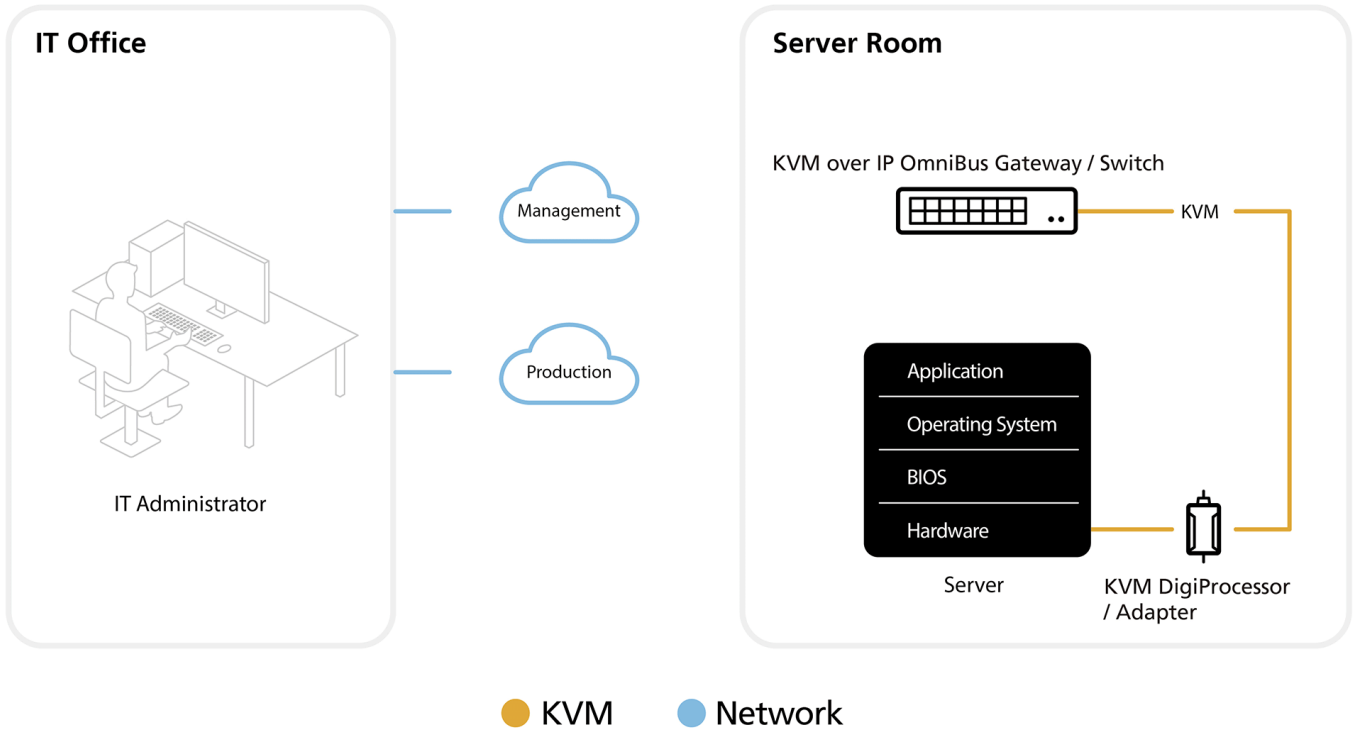 IT Office
IT Administrator
Management
Production
Server Room
KVM over IP OmniBus Gateway / Switch
KVM
Application
Operating System
BIOS
Hardware
Server
KVM DigiProcessor
/ Adapter
KVM
Network